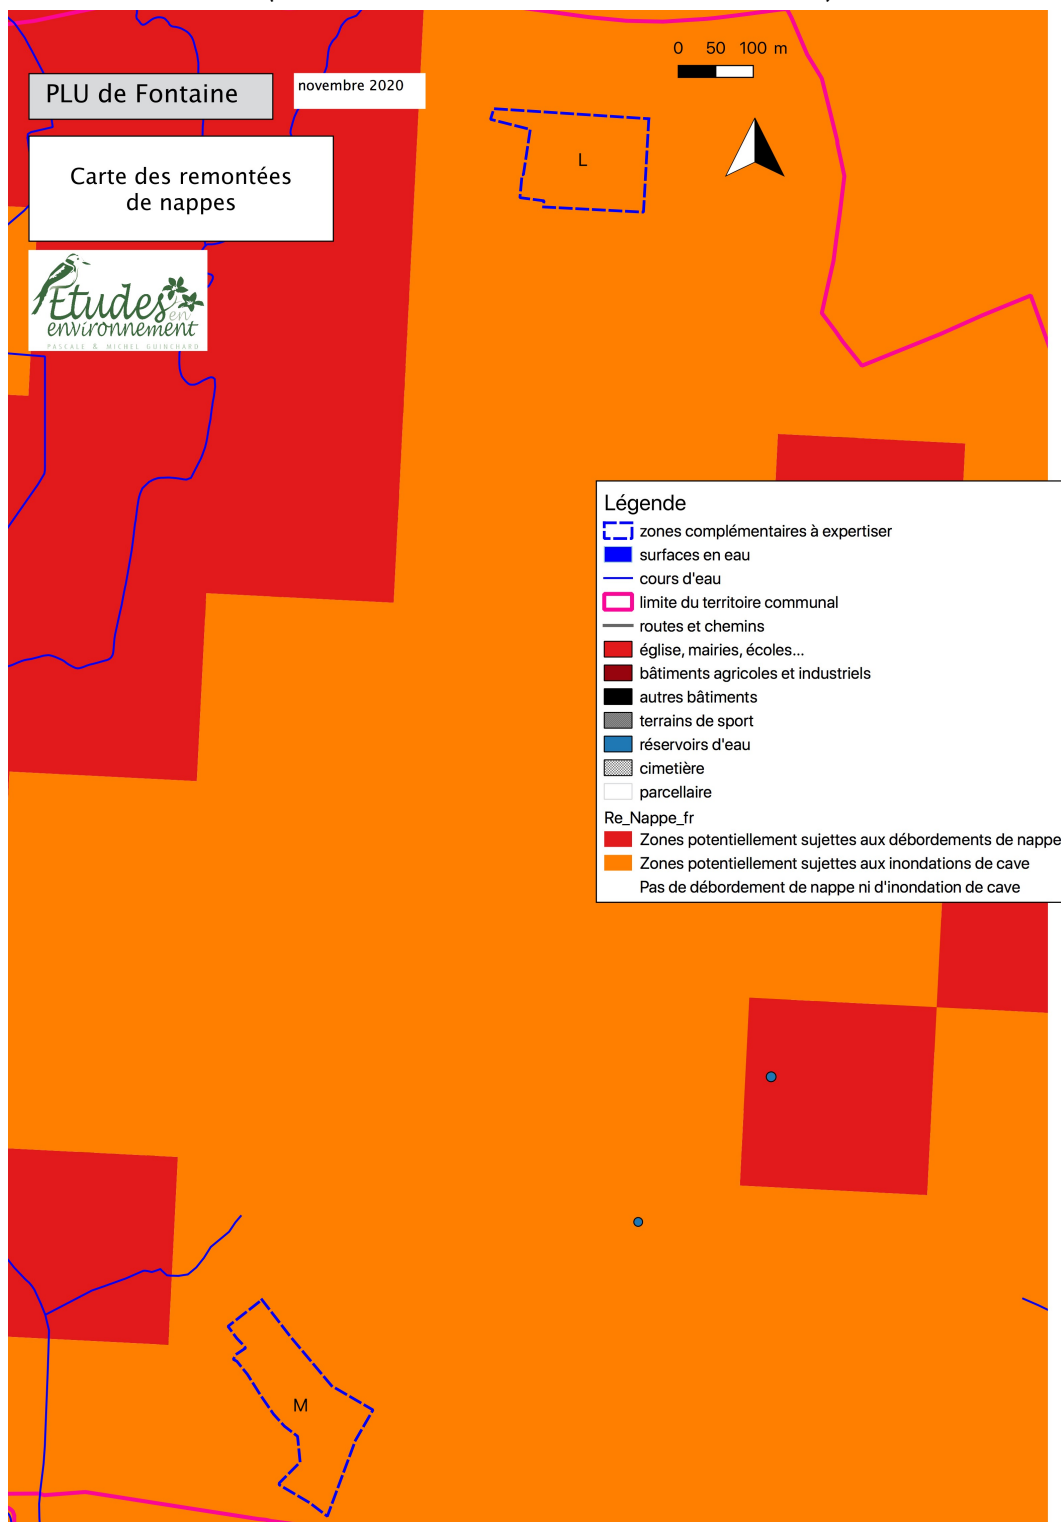 0 50 100 m
PLU de Fontaine
novembre 2020
L
Carte des remontées
de nappes
Etudes
en
environnement
PASCALE & MICHEL GUINCHARD
Légende
zones complémentaires à expertiser
surfaces en eau
cours d'eau
limite du territoire communal
routes et chemins
église, mairies, écoles...
bâtiments agricoles et industriels
autres bâtiments
terrains de sport
réservoirs d'eau
cimetière
parcellaire
Re_Nappe_fr
Zones potentiellement sujettes aux débordements de nappe
Zones potentiellement sujettes aux inondations de cave
Pas de débordement de nappe ni d'inondation de cave
M